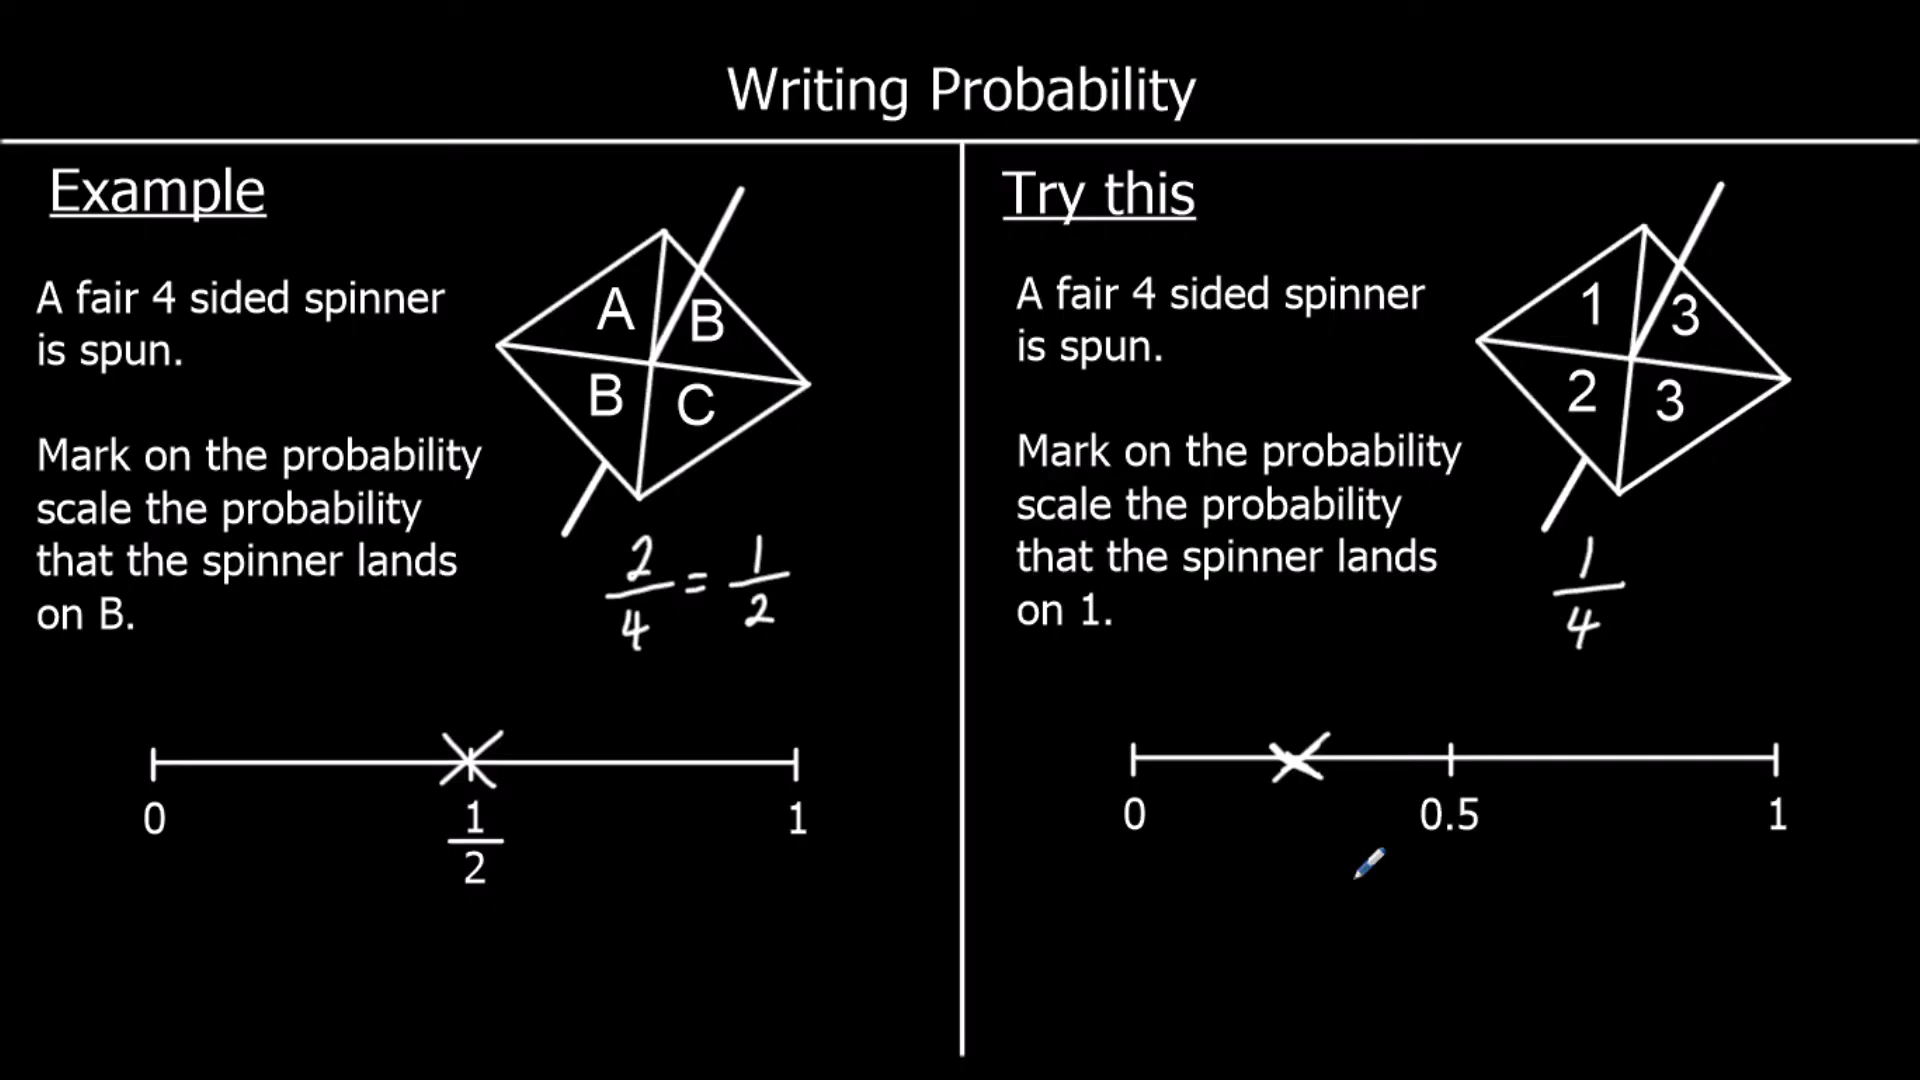 Writing Probability
Example
A fair 4 sided spinner
is spun.
Mark on the probability
scale the probability
that the spinner lands
on B.
A
B
B
C
2/4 = 1/2
0
1/2
1
Try this
A fair 4 sided spinner
is spun.
Mark on the probability
scale the probability
that the spinner lands
on 1.
1
3
2
3
1/4
0
0.5
1